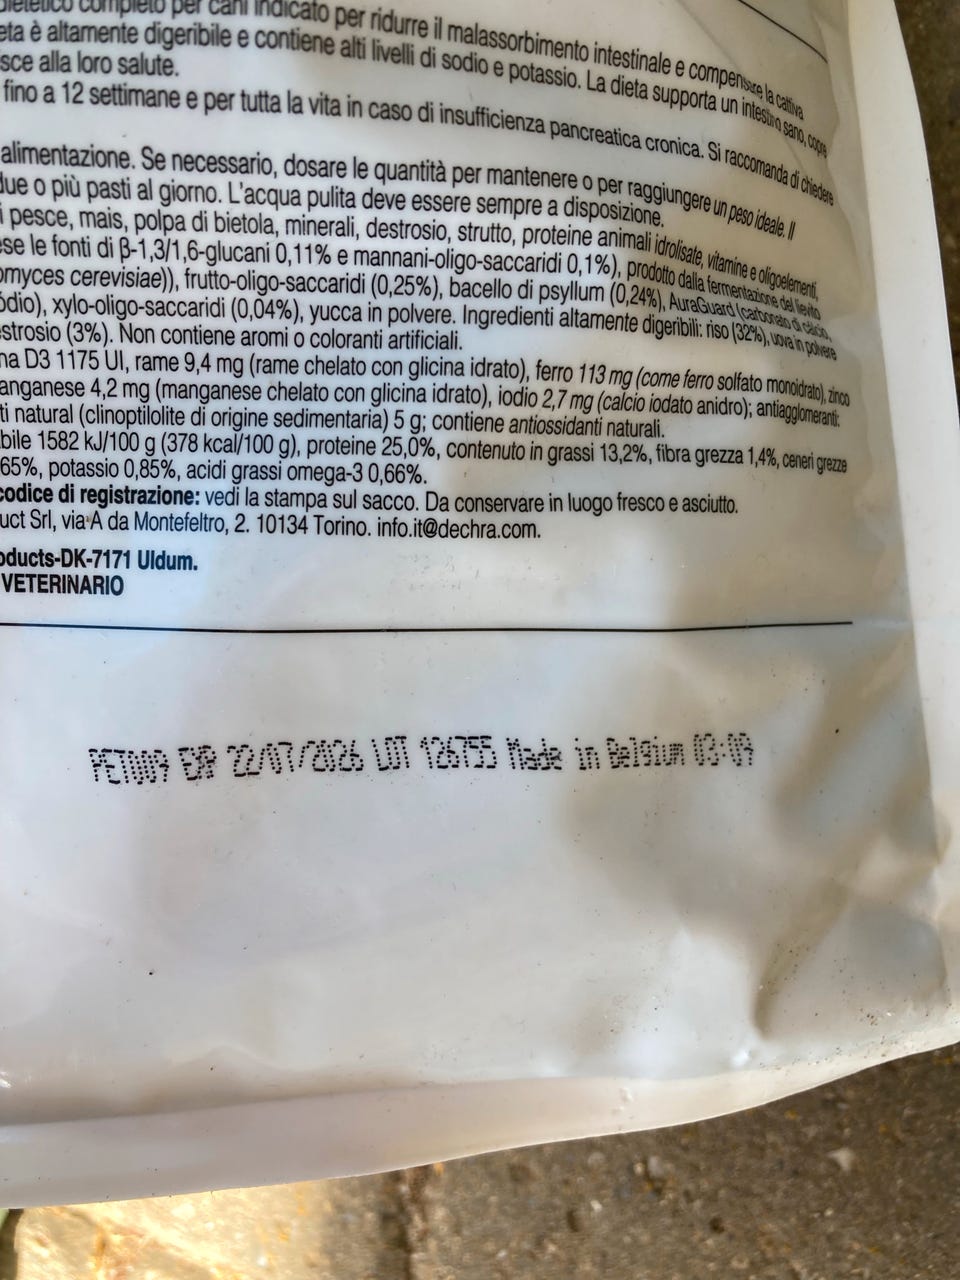 dietetico completo per cani indicato per ridurre il malassorbimento intestinale e compensare la cattiva
eta è altamente digeribile e contiene alti livelli di sodio e potassio. La dieta supporta un intestino sano, copre
sce alla loro salute.
fino a 12 settimane e per tutta la vita in caso di insufficienza pancreatica cronica. Si raccomanda di chiedere
alimentazione. Se necessario, dosare le quantità per mantenere o per raggiungere un peso ideale. Il
due o più pasti al giorno. L'acqua pulita deve essere sempre a disposizione.
i pesce, mais, polpa di bietola, minerali, destrosio, strutto, proteine animali idrolisate, vitamine e oligoelementi,
ese le fonti di β-1,3/1,6-glucani 0,11% e mannani-oligo-saccaridi 0,1%), prodotto dalla fermentazione del lievito
omyces cerevisiae)), frutto-oligo-saccaridi (0,25%), bacello di psyllum (0,24%), AuraGuard (carbonato di calcio,
odio), xylo-oligo-saccaridi (0,04%), yucca in polvere. Ingredienti altamente digeribili: riso (32%), uova in polvere
strosio (3%). Non contiene aromi o coloranti artificiali.
na D3 1175 UI, rame 9,4 mg (rame chelato con glicina idrato), ferro 113 mg (come ferro solfato monoidrato), zinco
anganese 4,2 mg (manganese chelato con glicina idrato), iodio 2,7 mg (calcio iodato anidro); antiagglomeranti:
ti natural (clinoptilolite di origine sedimentaria) 5 g; contiene antiossidanti naturali.
bile 1582 kJ/100 g (378 kcal/100 g), proteine 25,0%, contenuto in grassi 13,2%, fibra grezza 1,4%, ceneri grezze
65%, potassio 0,85%, acidi grassi omega-3 0,66%.
codice di registrazione: vedi la stampa sul sacco. Da conservare in luogo fresco e asciutto.
uct Srl, via A da Montefeltro, 2. 10134 Torino. info.it@dechra.com.
oducts-DK-7171 Uldum.
VETERINARIO
PET009 EXP 22/07/2026 LOT 126755 Made in Belgium 03:09